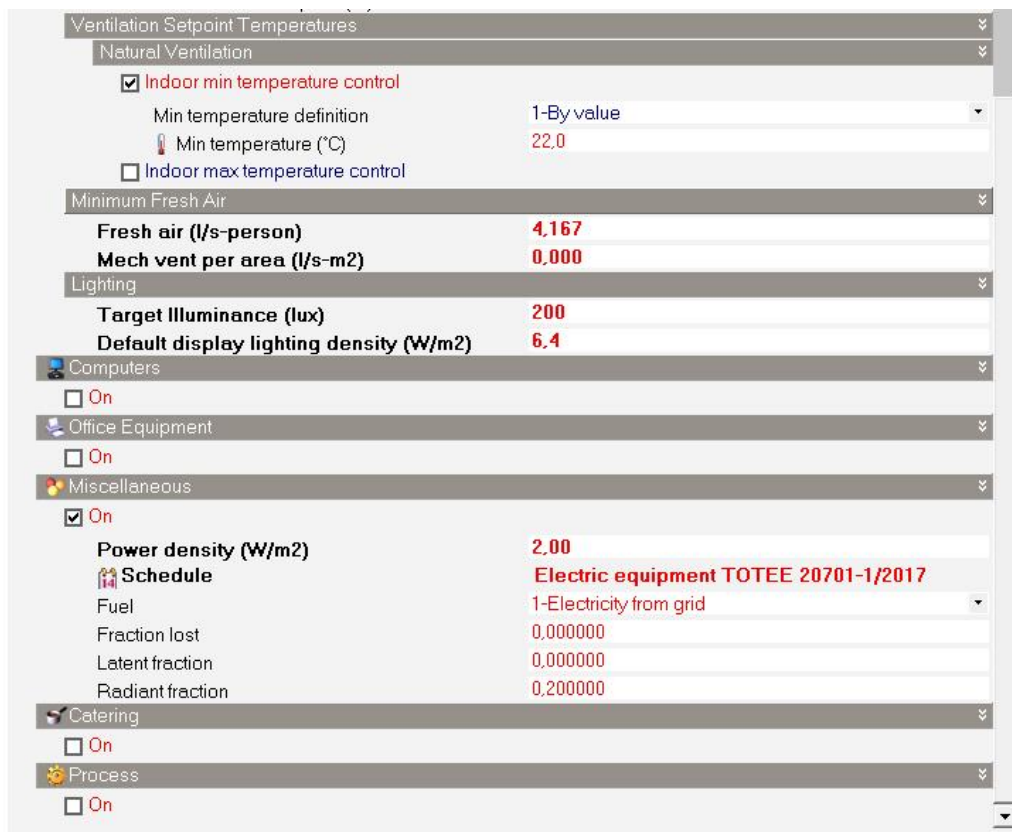 Ventilation Setpoint Temperatures
Natural Ventilation
Indoor min temperature control
Min temperature definition 1-By value
Min temperature (°C) 22,0
Indoor max temperature control
Minimum Fresh Air
Fresh air (l/s-person) 4,167
Mech vent per area (l/s-m2) 0,000
Lighting
Target Illuminance (lux) 200
Default display lighting density (W/m2) 6,4
Computers
On
Office Equipment
On
Miscellaneous
On
Power density (W/m2) 2,00
14 Schedule Electric equipment TOTEE 20701-1/2017
Fuel 1-Electricity from grid
Fraction lost 0,000000
Latent fraction 0,000000
Radiant fraction 0,200000
Catering
On
Process
On